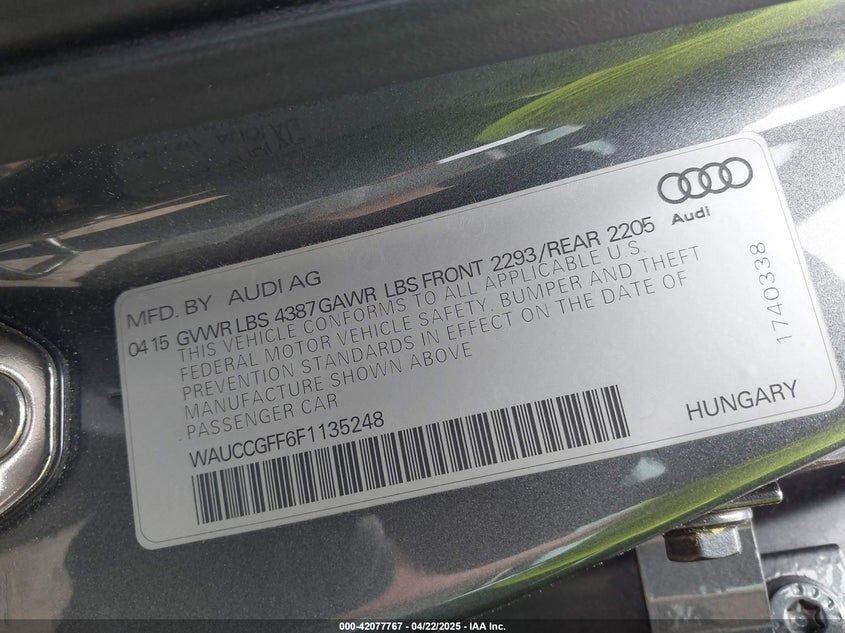 Audi
MFD. BY AUDI AG
04 15 GVWR LBS 4387 GAWR LBS FRONT 2293/REAR 2205
THIS VEHICLE CONFORMS TO ALL APPLICABLE U.S.
FEDERAL MOTOR VEHICLE SAFETY, BUMPER AND THEFT
PREVENTION STANDARDS IN EFFECT ON THE DATE OF
MANUFACTURE SHOWN ABOVE
PASSENGER CAR
WAUCCGFF6F1135248
HUNGARY
1740338
000-42077767 - 04/22/2025 - IAA Inc.